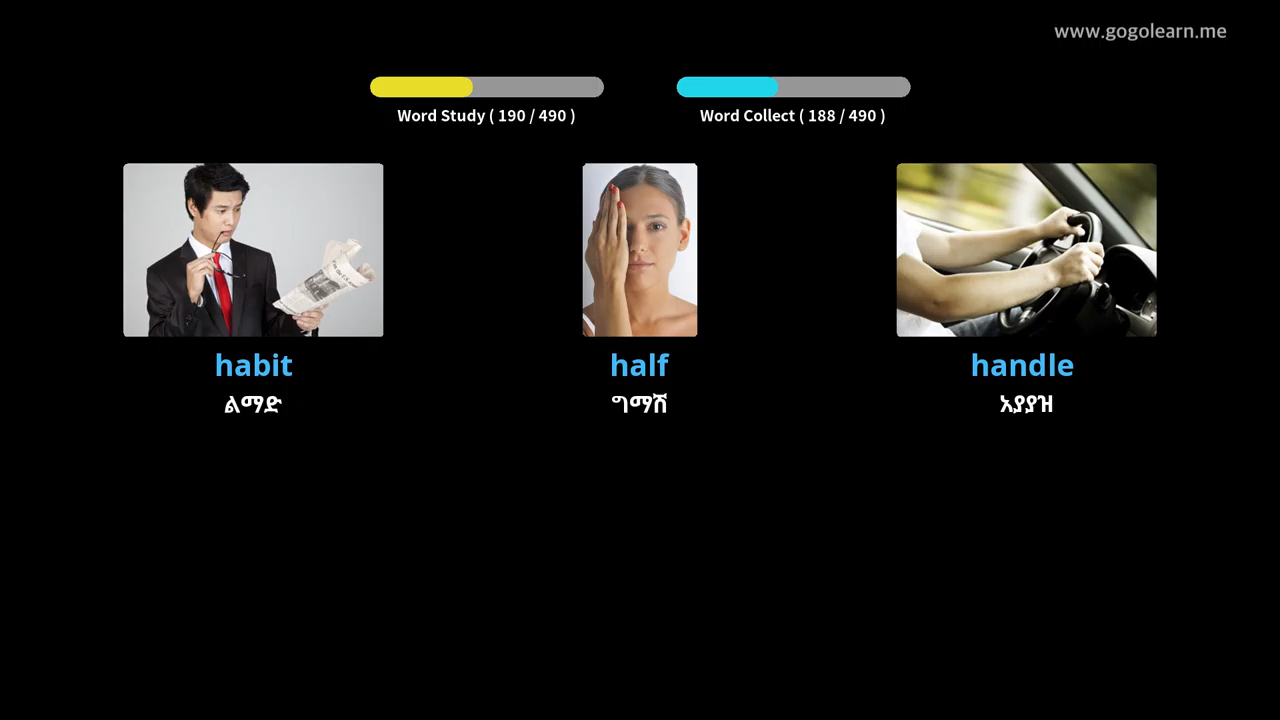 www.gogolearn.me
Word Study ( 190 / 490 )
Word Collect ( 188 / 490 )
habit
half
handle
ልማድ
ግማሽ
አያያዝ